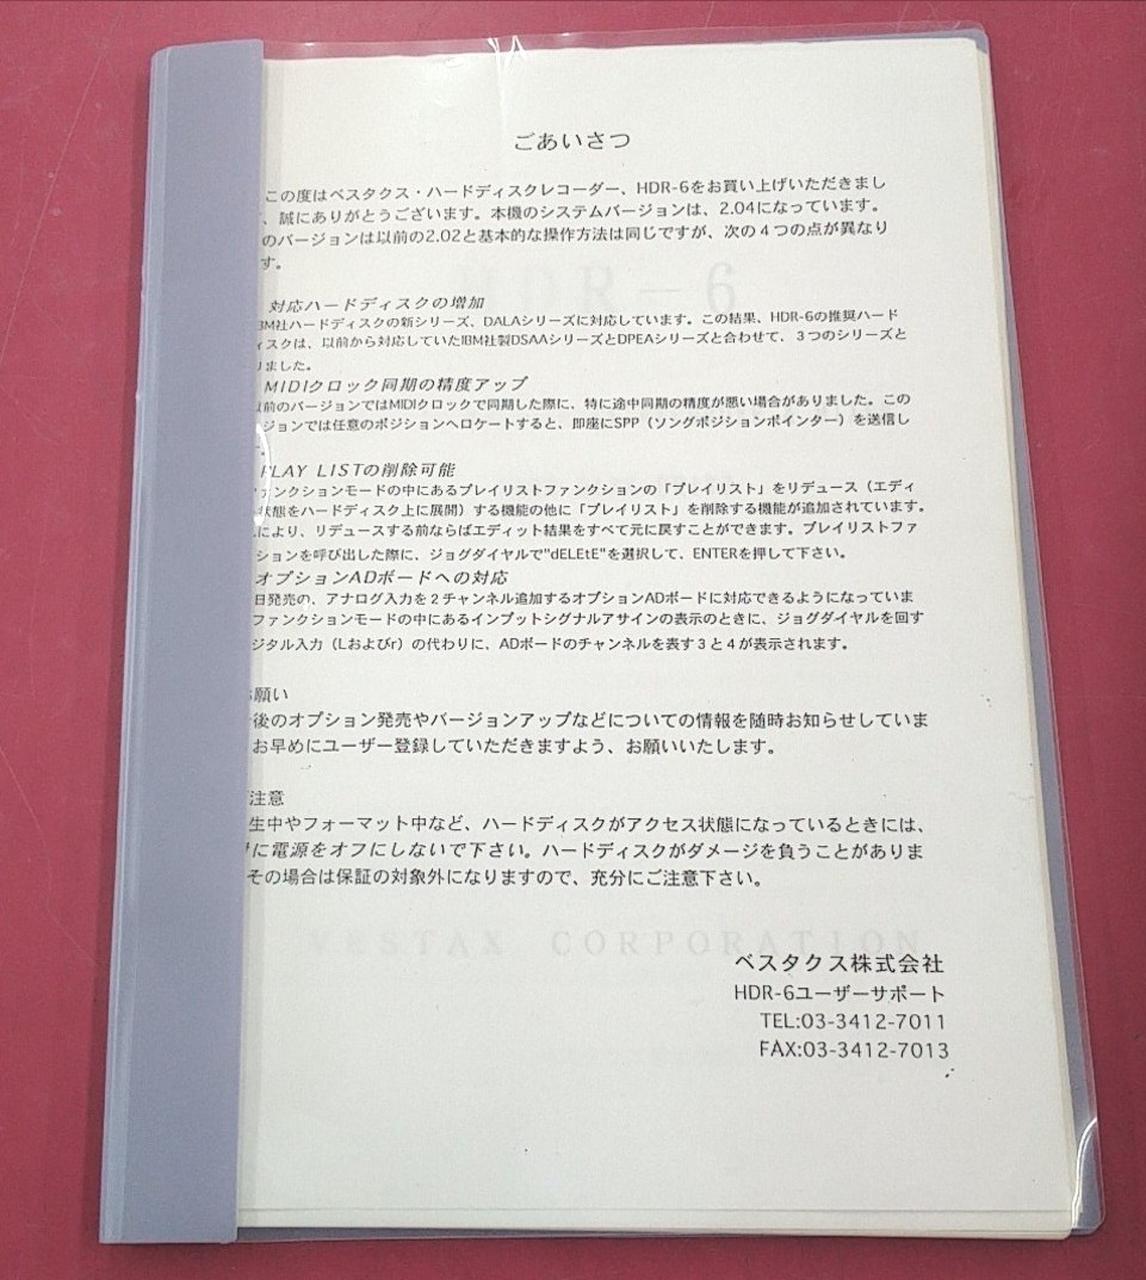 ごあいさつ
この度はベスタクス・ハードディスクレコーダー、HDR-6をお買い上げいただきまし
、誠にありがとうございます。本機のシステムバージョンは、2.04になっています。
のバージョンは以前の2.02と基本的な操作方法は同じですが、次の４つの点が異なり
す。
HDR－6
対応ハードディスクの増加
BM社ハードディスクの新シリーズ、DALAシリーズに対応しています。この結果、HDR-6の推奨ハード
ィスクは、以前から対応していたIBM社製DSAAシリーズとDPEAシリーズと合わせて、３つのシリーズと
りました。
MIDIクロック同期の精度アップ
以前のバージョンではMIDIクロックで同期した際に、特に途中同期の精度が悪い場合がありました。この
ージョンでは任意のポジションへロケートすると、即座にSPP（ソングポジションポインター）を送信し
。
PLAY LISTの削除可能
ァンクションモードの中にあるプレイリストファンクションの「プレイリスト」をリデュース（エディ
状態をハードディスク上に展開）する機能の他に「プレイリスト」を削除する機能が追加されています。
により、リデュースする前ならばエディット結果をすべて元に戻すことができます。プレイリストファ
ションを呼び出した際に、ジョグダイヤルで"dELEtE"を選択して、ENTERを押して下さい。
オプションADボードへの対応
日発売の、アナログ入力を２チャンネル追加するオプションADボードに対応できるようになっていま
ファンクションモードの中にあるインプットシグナルアサインの表示のときに、ジョグダイヤルを回す
ジタル入力（Lおよびr）の代わりに、ADボードのチャンネルを表す３と４が表示されます。
お願い
後のオプション発売やバージョンアップなどについての情報を随時お知らせしていま
お早めにユーザー登録していただきますよう、お願いいたします。
注意
生中やフォーマット中など、ハードディスクがアクセス状態になっているときには、
に電源をオフにしないで下さい。ハードディスクがダメージを負うことがありま
その場合は保証の対象外になりますので、充分にご注意下さい。
VESTAX CORPORATION
ベスタクス株式会社
HDR-6ユーザーサポート
TEL:03-3412-7011
FAX:03-3412-7013